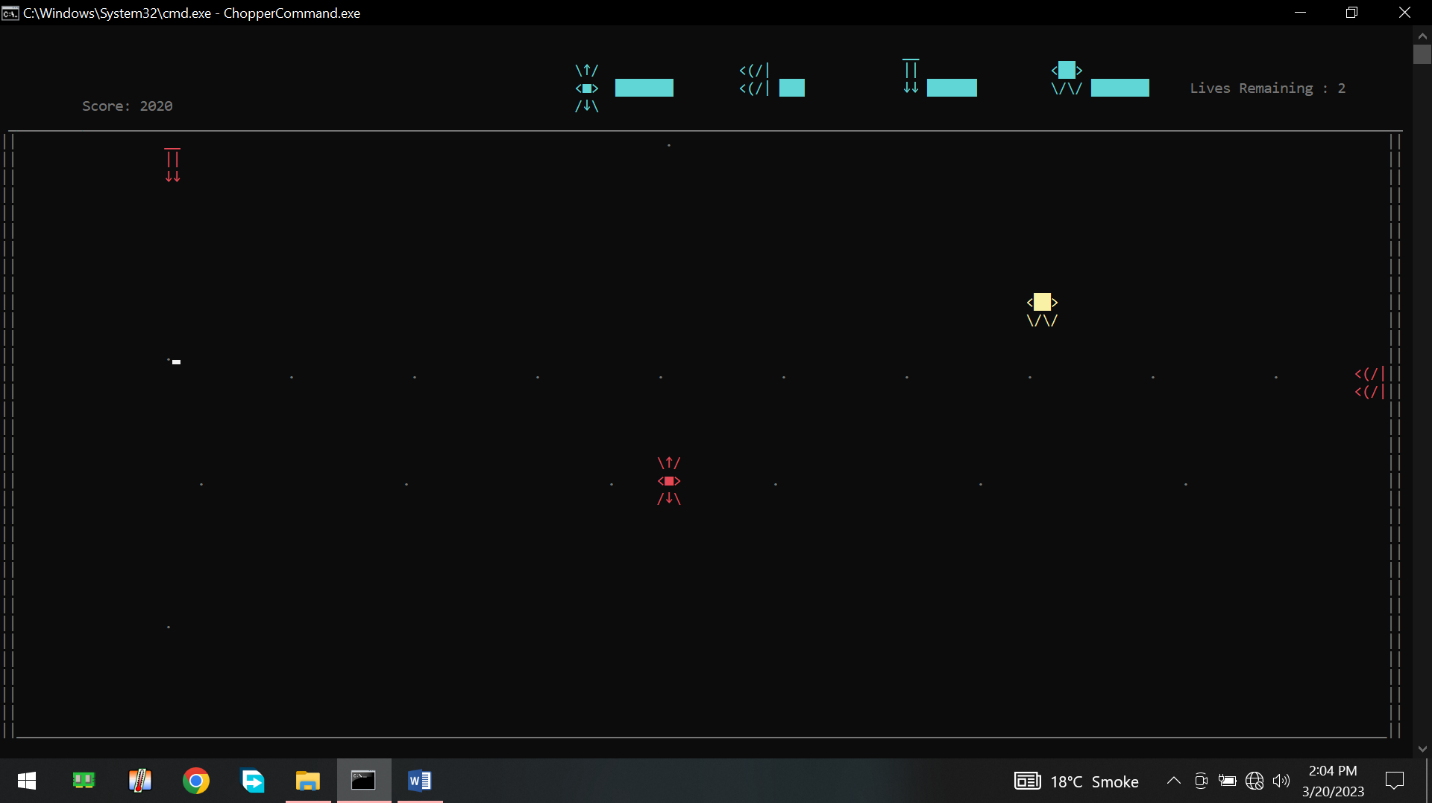 C:\Windows\System32\cmd.exe - ChopperCommand.exe
Score: 2020
Lives Remaining : 2
18°C Smoke
2:04 PM
3/20/2023